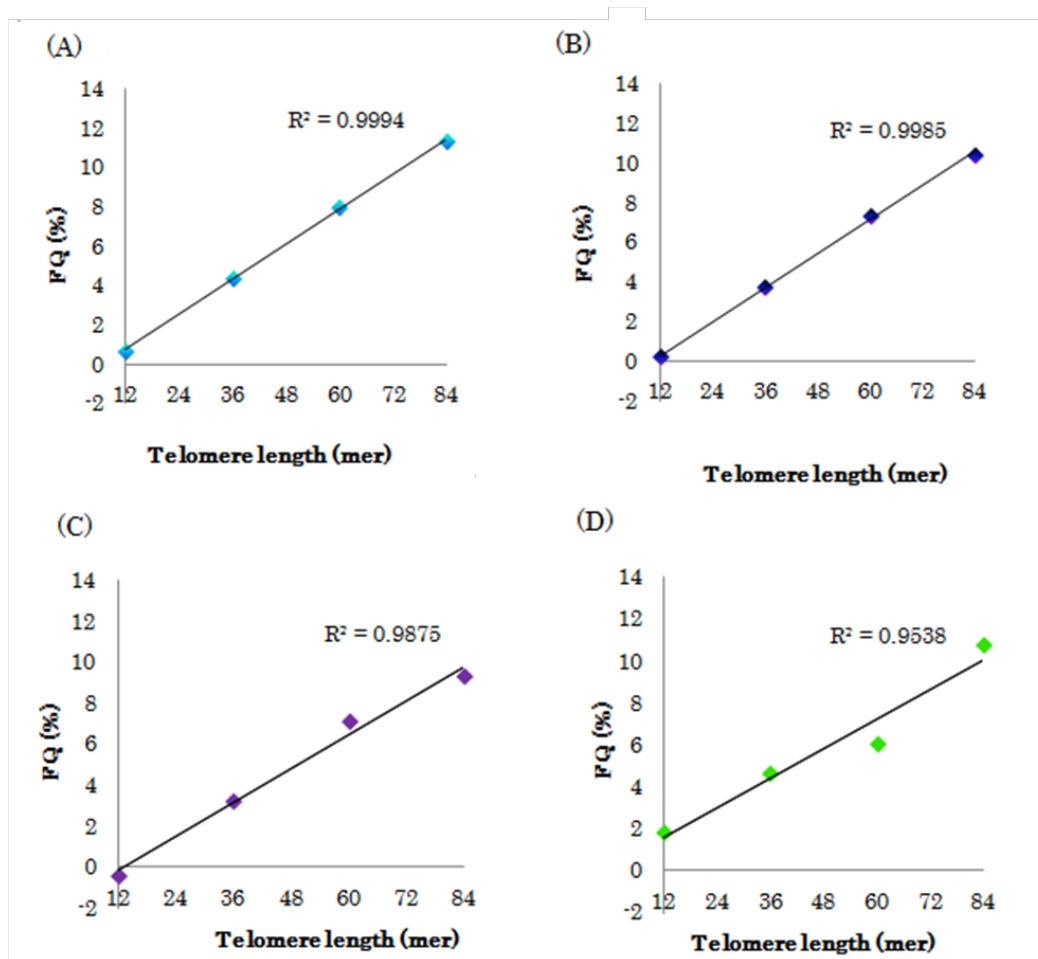 (A)
14
12
10
8
6
4
2
0
-2
R² = 0.9994
FQ (%)
12 24 36 48 60 72 84
Telomere length (mer)
(B)
14
12
10
8
6
4
2
0
-2
R² = 0.9985
FQ (%)
12 24 36 48 60 72 84
Telomere length (mer)
(C)
14
12
10
8
6
4
2
0
-2
R² = 0.9875
FQ (%)
12 24 36 48 60 72 84
Telomere length (mer)
(D)
14
12
10
8
6
4
2
0
-2
R² = 0.9538
FQ (%)
12 24 36 48 60 72 84
Telomere length (mer)